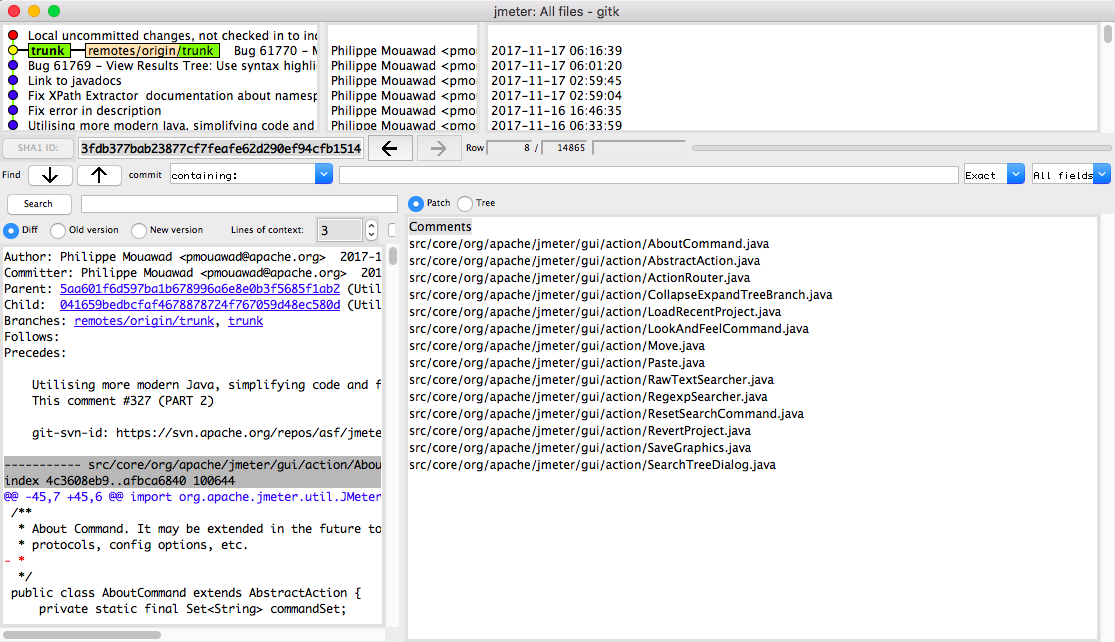 jmeter: All files - gitk
Local uncommitted changes, not checked in to in
trunk remotes/origin/trunk Bug 61770 - Philippe Mouawad <pmo 2017-11-17 06:16:39
Bug 61769 - View Results Tree: Use syntax highli Philippe Mouawad <pmo 2017-11-17 06:01:20
Link to javadocs Philippe Mouawad <pmo 2017-11-17 02:59:45
Fix XPath Extractor documentation about namesp Philippe Mouawad <pmo 2017-11-17 02:59:04
Fix error in description Philippe Mouawad <pmo 2017-11-16 16:46:35
Utilising more modern Java, simplifying code and Philippe Mouawad <pmo 2017-11-16 06:33:59
SHA1 ID: 3fdb377bab23877cf7feafe62d290ef94cfb1514 Row 8 / 14865
Find commit containing: Exact All fields
Search
Patch Tree
Diff Old version New version Lines of context: 3
Comments
src/core/org/apache/jmeter/gui/action/AboutCommand.java
src/core/org/apache/jmeter/gui/action/AbstractAction.java
src/core/org/apache/jmeter/gui/action/ActionRouter.java
src/core/org/apache/jmeter/gui/action/CollapseExpandTreeBranch.java
src/core/org/apache/jmeter/gui/action/LoadRecentProject.java
src/core/org/apache/jmeter/gui/action/LookAndFeelCommand.java
src/core/org/apache/jmeter/gui/action/Move.java
src/core/org/apache/jmeter/gui/action/Paste.java
src/core/org/apache/jmeter/gui/action/RawTextSearcher.java
src/core/org/apache/jmeter/gui/action/RegexpSearcher.java
src/core/org/apache/jmeter/gui/action/ResetSearchCommand.java
src/core/org/apache/jmeter/gui/action/RevertProject.java
src/core/org/apache/jmeter/gui/action/SaveGraphics.java
src/core/org/apache/jmeter/gui/action/SearchTreeDialog.java
Author: Philippe Mouawad <pmouawad@apache.org> 2017-1
Committer: Philippe Mouawad <pmouawad@apache.org> 201
Parent: 5aa601f6d597ba1b678996a6e8e0b3f5685f1ab2 (Util
Child: 041659bedbcfaf4678878724f767059d48ec580d (Util
Branches: remotes/origin/trunk, trunk
Follows:
Precedes:
Utilising more modern Java, simplifying code and f
This comment #327 (PART 2)
git-svn-id: https://svn.apache.org/repos/asf/jmete
----------- src/core/org/apache/jmeter/gui/action/Abou
index 4c3608eb9..afbca6840 100644
@@ -45,7 +45,6 @@ import org.apache.jmeter.util.JMeter
/**
* About Command. It may be extended in the future to
* protocols, config options, etc.
- *
*/
public class AboutCommand extends AbstractAction {
private static final Set<String> commandSet;